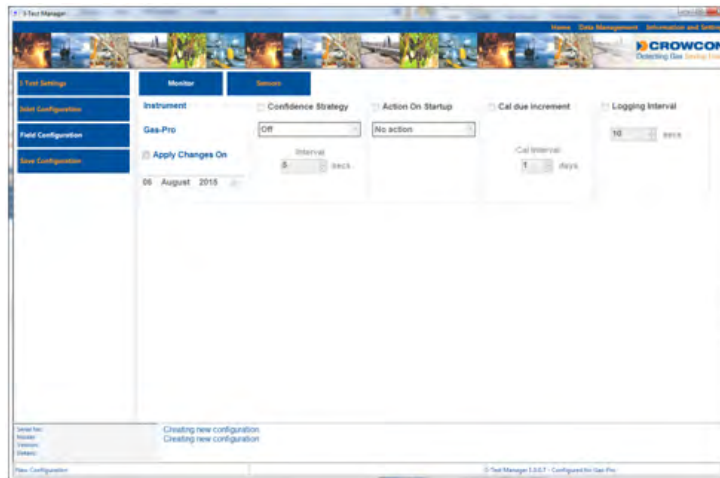 I-Test Manager
Home Data Management Information and Settin
CROWCON
Detecting Gas Saving Lives
I-Test Settings
Monitor
Sensors
Inlet Configuration
Field Configuration
Save Configuration
Instrument
Gas-Pro
Apply Changes On
06 August 2015
Confidence Strategy
Off
Interval
5 secs
Action On Startup
No action
Cal due increment
Cal Interval
1 days
Logging Interval
10 secs
Serial No:
Model:
Version:
Details:
Creating new configuration
Creating new configuration
New Configuration
I-Test Manager 1.0.0.7 - Configured for Gas-Pro